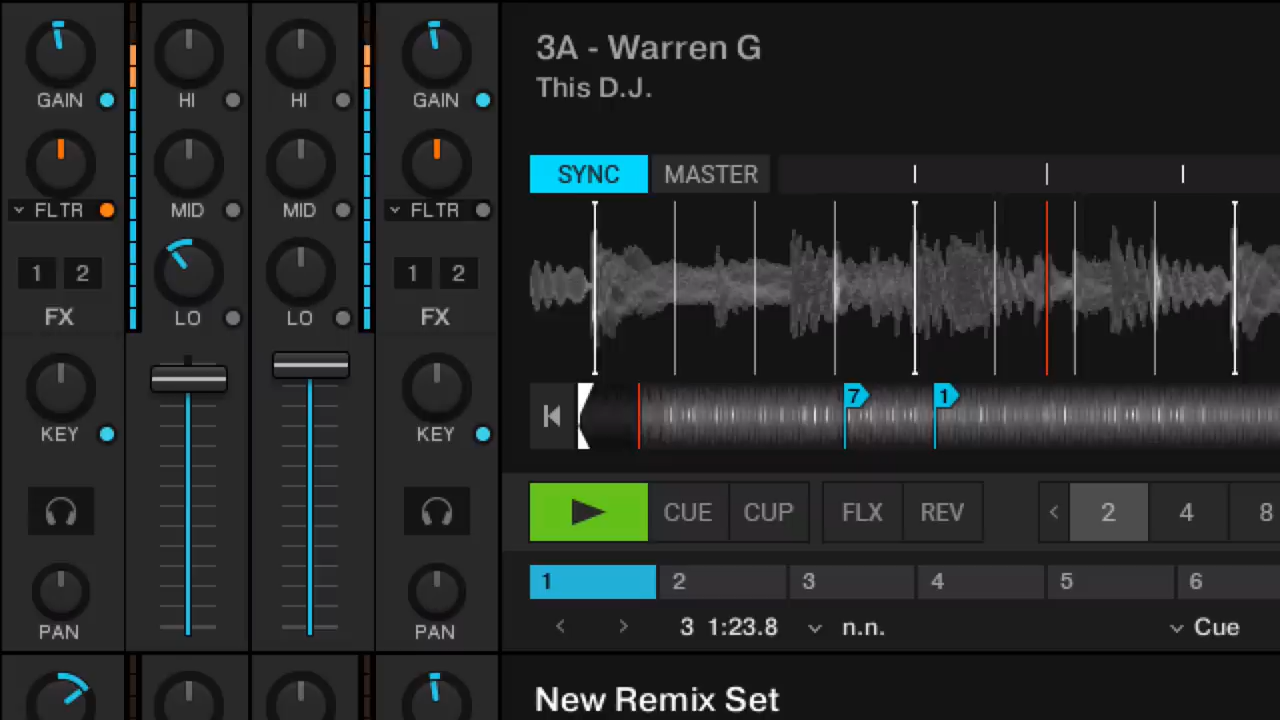 3A - Warren G
This D.J.
GAIN HI HI GAIN
SYNC MASTER
FLTR MID MID FLTR
1 2 1 2
FX LO LO FX
7 1
KEY KEY
CUE CUP FLX REV < 2 4 8
1 2 3 4 5 6
PAN PAN
< > 3 1:23.8 n.n. Cue
New Remix Set